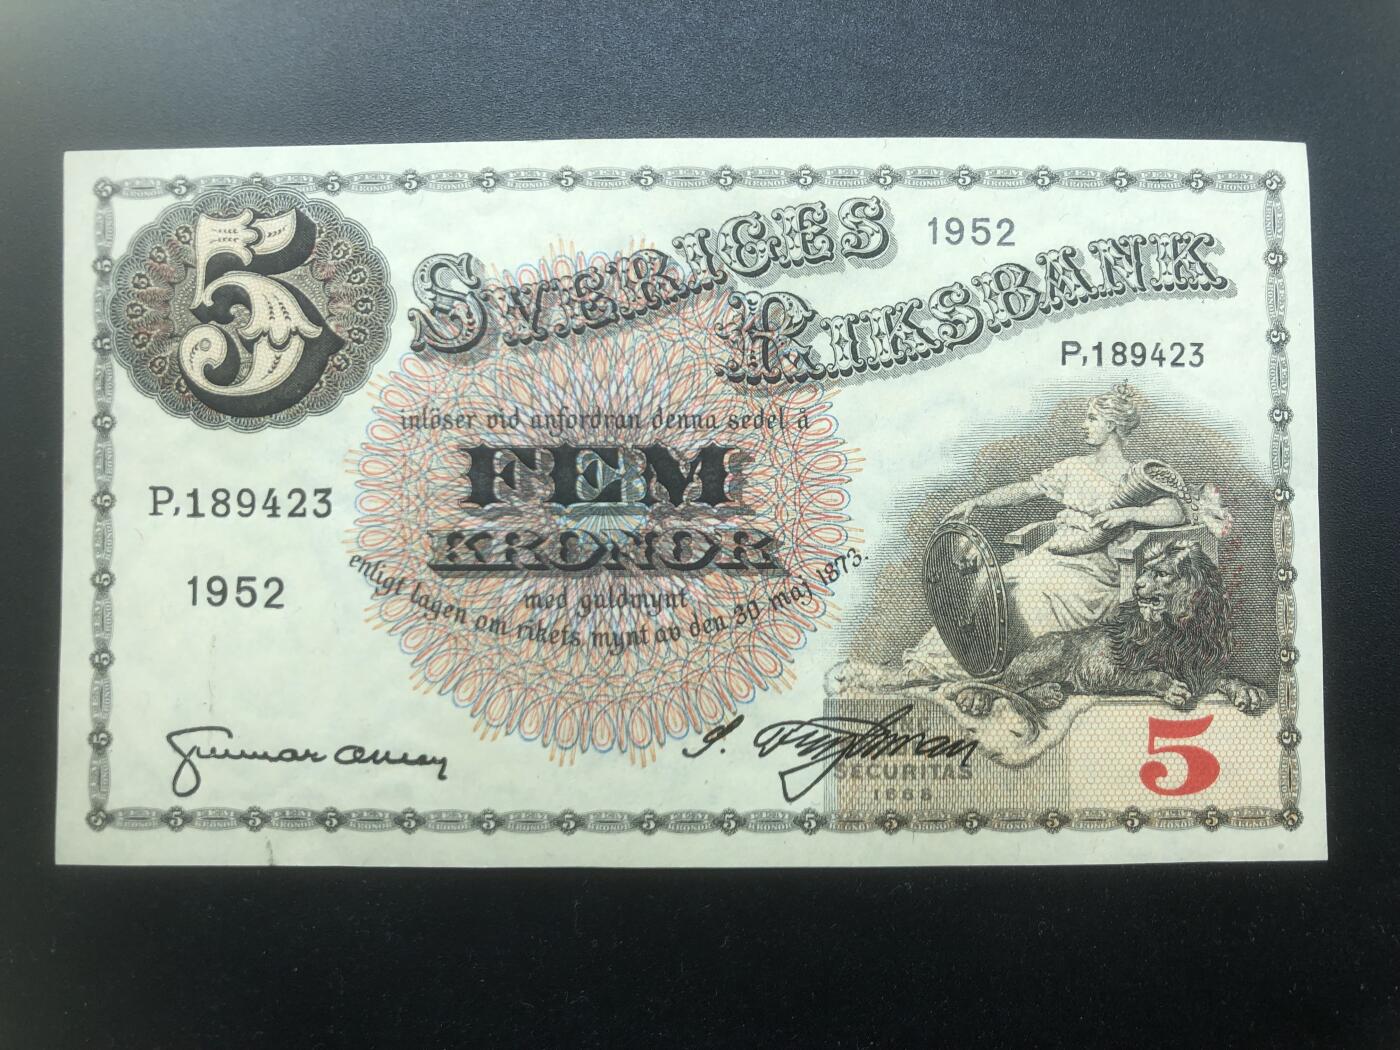 5
SVERIGES
RIKSBANK
1952
P,189423
inlöser vid anfordran denna sedel å
FEM
KRONOR
med guldmynt
enligt lagen om rikets mynt av den 30 maj 1873.
P,189423
1952
SECURITAS
1668
5